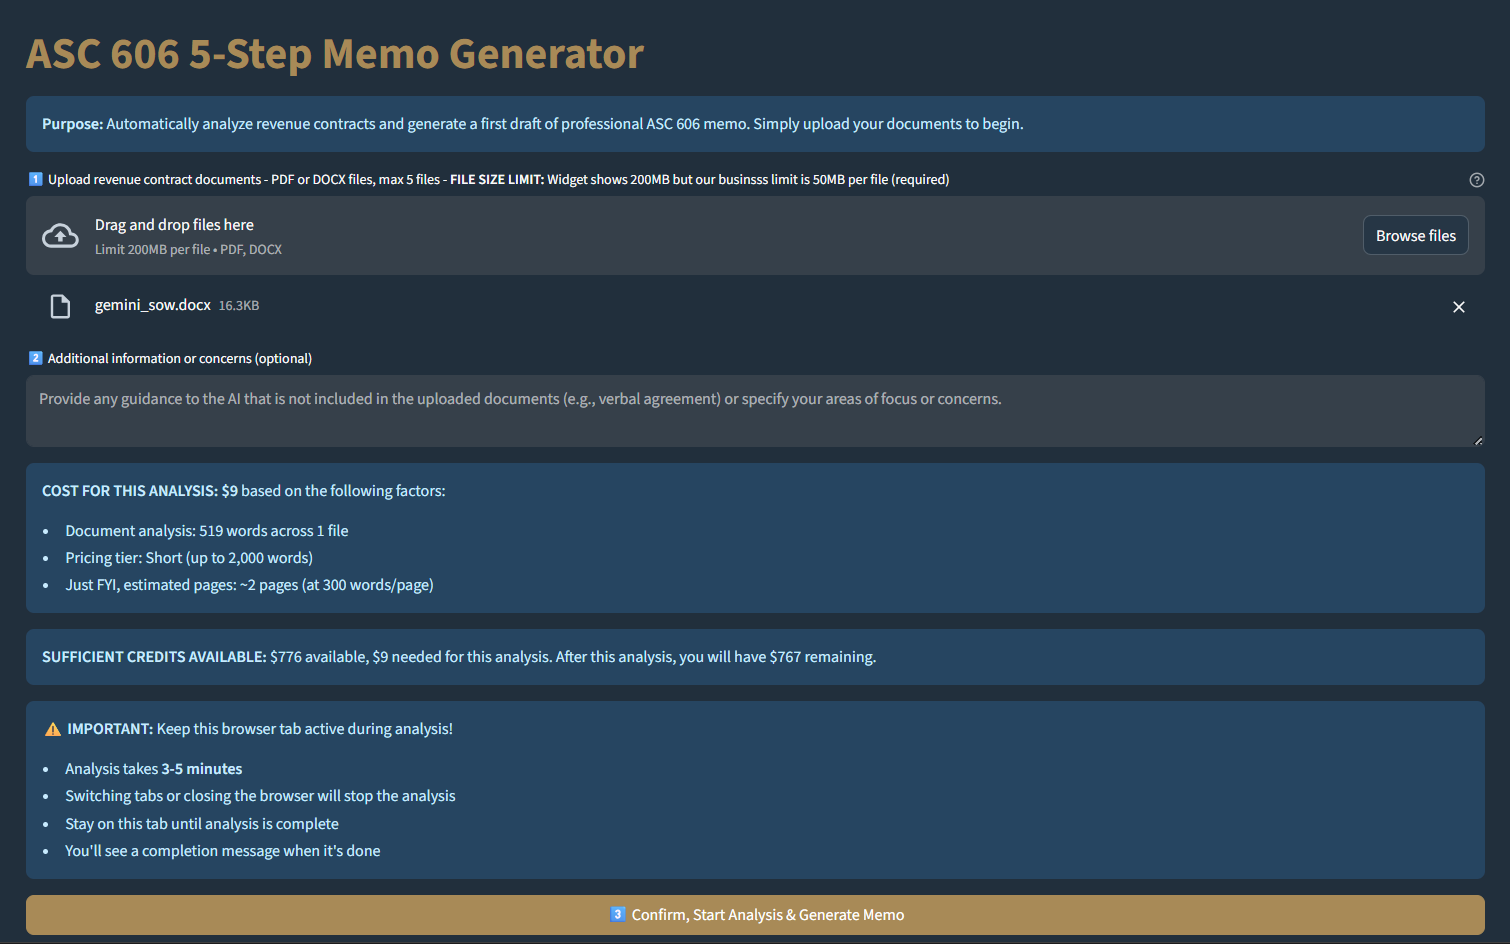 ASC 606 5-Step Memo Generator
Purpose: Automatically analyze revenue contracts and generate a first draft of professional ASC 606 memo. Simply upload your documents to begin.
1 Upload revenue contract documents - PDF or DOCX files, max 5 files - FILE SIZE LIMIT: Widget shows 200MB but our businsss limit is 50MB per file (required)
Drag and drop files here
Limit 200MB per file • PDF, DOCX
Browse files
gemini_sow.docx 16.3KB
2 Additional information or concerns (optional)
Provide any guidance to the AI that is not included in the uploaded documents (e.g., verbal agreement) or specify your areas of focus or concerns.
COST FOR THIS ANALYSIS: $9 based on the following factors:
• Document analysis: 519 words across 1 file
• Pricing tier: Short (up to 2,000 words)
• Just FYI, estimated pages: ~2 pages (at 300 words/page)
SUFFICIENT CREDITS AVAILABLE: $776 available, $9 needed for this analysis. After this analysis, you will have $767 remaining.
⚠️ IMPORTANT: Keep this browser tab active during analysis!
• Analysis takes 3-5 minutes
• Switching tabs or closing the browser will stop the analysis
• Stay on this tab until analysis is complete
• You'll see a completion message when it's done
3 Confirm, Start Analysis & Generate Memo